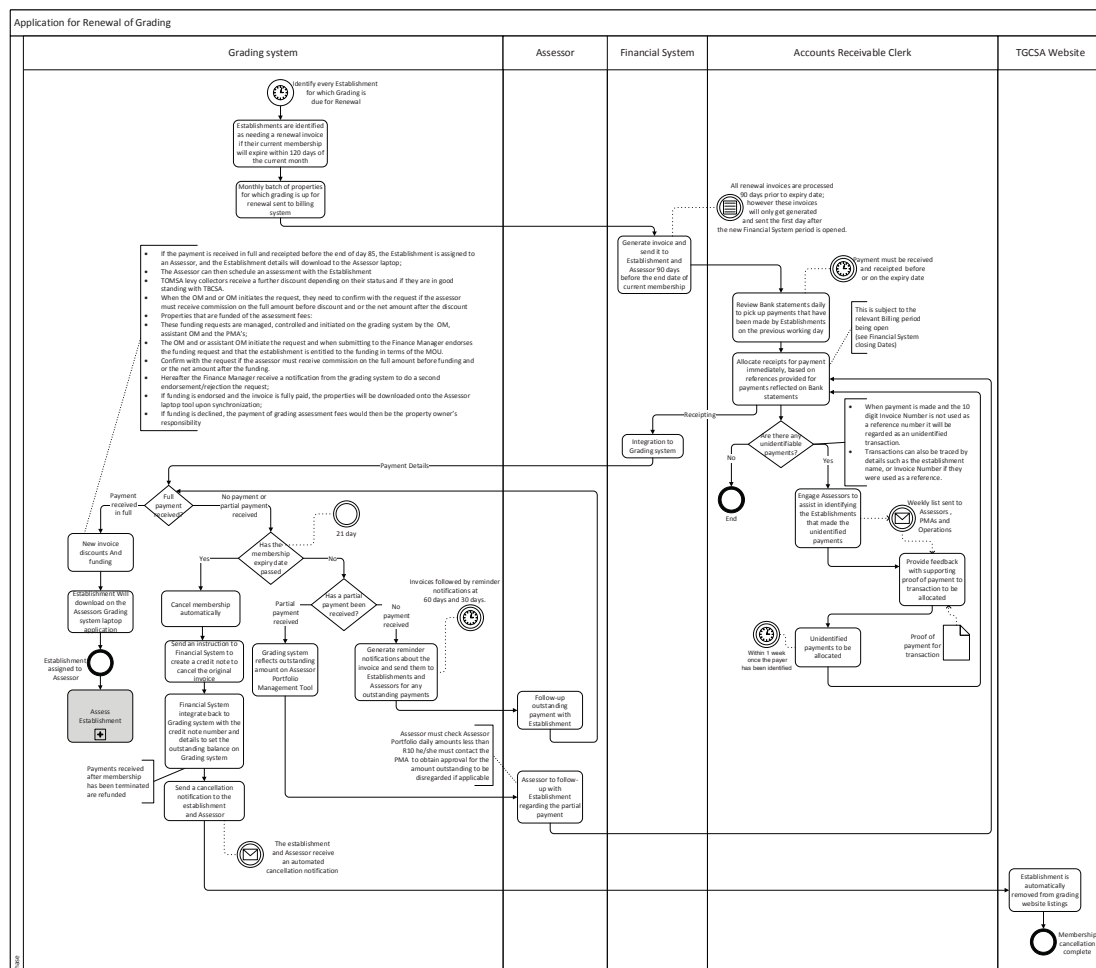 Application for Renewal of Grading
Grading system
Assessor
Financial System
Accounts Receivable Clerk
TGCSA Website
Identify every Establishment
for which Grading is
due for Renewal
Establishments are identified
as needing a renewal invoice
if their current membership
will expire within 120 days of
the current month
Monthly batch of properties
for which grading is up for
renewal sent to billing
system
All renewal invoices are processed
90 days prior to expiry date;
however these invoices
will only get generated
and sent the first day after
the new Financial System period is opened.
Generate invoice and
send it to
Establishment and
Assessor 90 days
before the end date of
current membership
Payment must be received
and receipted before
or on the expiry date
• If the payment is received in full and receipted before the end of day 85, the Establishment is assigned to
an Assessor, and the Establishment details will download to the Assessor laptop;
• The Assessor can then schedule an assessment with the Establishment
• TOMSA levy collectors receive a further discount depending on their status and if they are in good
standing with TBCSA.
• When the OM and or OM initiates the request, they need to confirm with the request if the assessor
must receive commission on the full amount before discount and or the net amount after the discount
• Properties that are funded of the assessment fees:
• These funding requests are managed, controlled and initiated on the grading system by the OM,
assistant OM and the PMA's;
• The OM and or assistant OM initiate the request and when submitting to the Finance Manager endorses
the funding request and that the establishment is entitled to the funding in terms of the MOU.
• Confirm with the request if the assessor must receive commission on the full amount before funding or
or the net amount after the funding.
• Hereafter the Finance Manager receive a notification from the grading system to do a second
endorsement/rejection the request;
• If funding is endorsed and the invoice is fully paid, the properties will be downloaded onto the Assessor
laptop tool upon synchronization;
• If funding is declined, the payment of grading assessment fees would then be the property owner's
responsibility
Review Bank statements daily
to pick up payments that have
been made by Establishments
on the previous working day
This is subject to the
relevant Billing period
being open
(see Financial System
closing Dates)
Allocate receipts for payment
immediately, based on
references provided for
payments reflected on Bank
statements
Receipting
Integration to
Grading system
Are there any
unidentifiable
payments?
No
Yes
End
• When payment is made and the 10
digit Invoice Number is not used as
a reference number it will be
regarded as an unidentified
transaction.
• Transactions can also be traced by
details such as the establishment
name, or Invoice Number if they
were used as a reference.
Engage Assessors to
assist in identifying the
Establishments that
made the
unidentified
payments
Weekly list sent to
Assessors ,
PMAs and
Operations
Provide feedback
with supporting
proof of payment to
transaction to be
allocated
Proof of
payment for
transaction
Unidentified
payments to be
allocated
Within 1 week
once the payer
has been identified
Payment Details
Full
payment
received?
Payment
received
in full
No payment or
partial payment
received
21 day
New invoice
discounts And
funding
Has the
membership
expiry date
passed
Yes
No
Establishment Will
download on the
Assessors Grading
system laptop
application
Cancel membership
automatically
Has a partial
payment been
received?
Partial
payment
received
No
payment
received
Invoices followed by reminder
notifications at
60 days and 30 days.
Establishment
assigned to
Assessor
Assess
Establishment
Send an instruction to
Financial System to
create a credit note to
cancel the original
invoice
Grading system
reflects outstanding
amount on Assessor
Portfolio
Management Tool
Generate reminder
notifications about the
invoice and send them to
Establishments and
Assessors for any
outstanding payments
Financial System
integrate back to
Grading system with the
credit note number and
details to set the
outstanding balance on
Grading system
Follow-up
outstanding
payment with
Establishment
Assessor must check Assessor
Portfolio daily amounts less than
R10 he/she must contact the
PMA to obtain approval for the
amount outstanding to be
disregarded if applicable
Payments received
after membership
has been terminated
are refunded
Send a cancellation
notification to the
establishment
and Assessor
Assessor to follow-
up with
Establishment
regarding the partial
payment
The establishment
and Assessor receive
an automated
cancellation notification
Establishment is
automatically
removed from grading
website listings
Membership
cancellation
complete